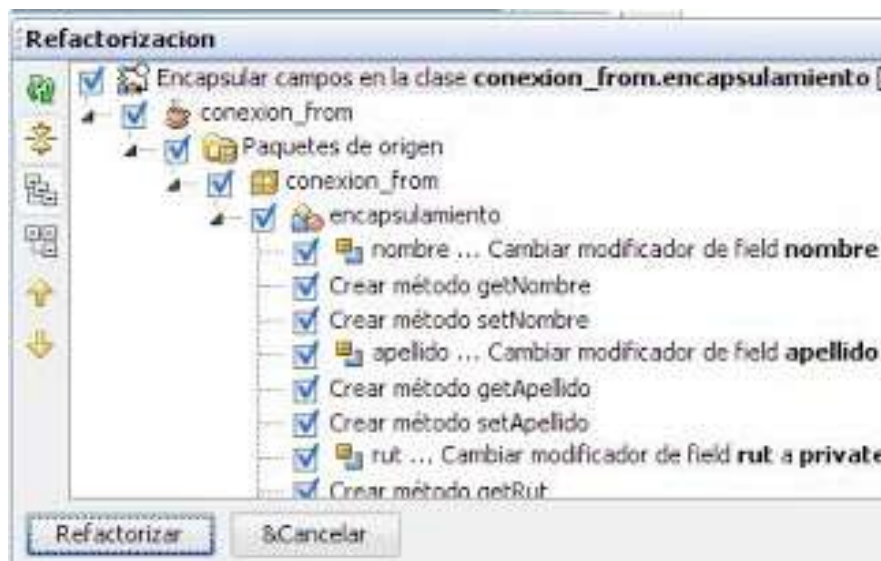 Refactorizacion
Encapsular campos en la clase conexion_from.encapsulamiento [
conexion_from
Paquetes de origen
conexion_from
encapsulamiento
nombre ... Cambiar modificador de field nombre
Crear método getNombre
Crear método setNombre
apellido ... Cambiar modificador de field apellido
Crear método getApellido
Crear método setApellido
rut ... Cambiar modificador de field rut a private
Crear método getRut
Refactorizar &Cancelar